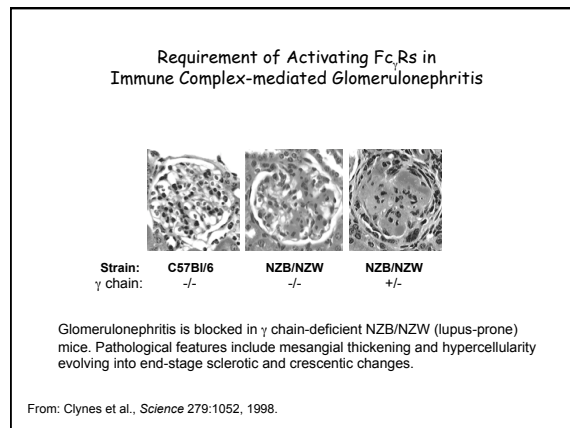 Requirement of Activating FcγRs in
Immune Complex-mediated Glomerulonephritis
Strain: C57Bl/6 NZB/NZW NZB/NZW
γ chain: -/- -/- +/-
Glomerulonephritis is blocked in γ chain-deficient NZB/NZW (lupus-prone)
mice. Pathological features include mesangial thickening and hypercellularity
evolving into end-stage sclerotic and crescentic changes.
From: Clynes et al., Science 279:1052, 1998.